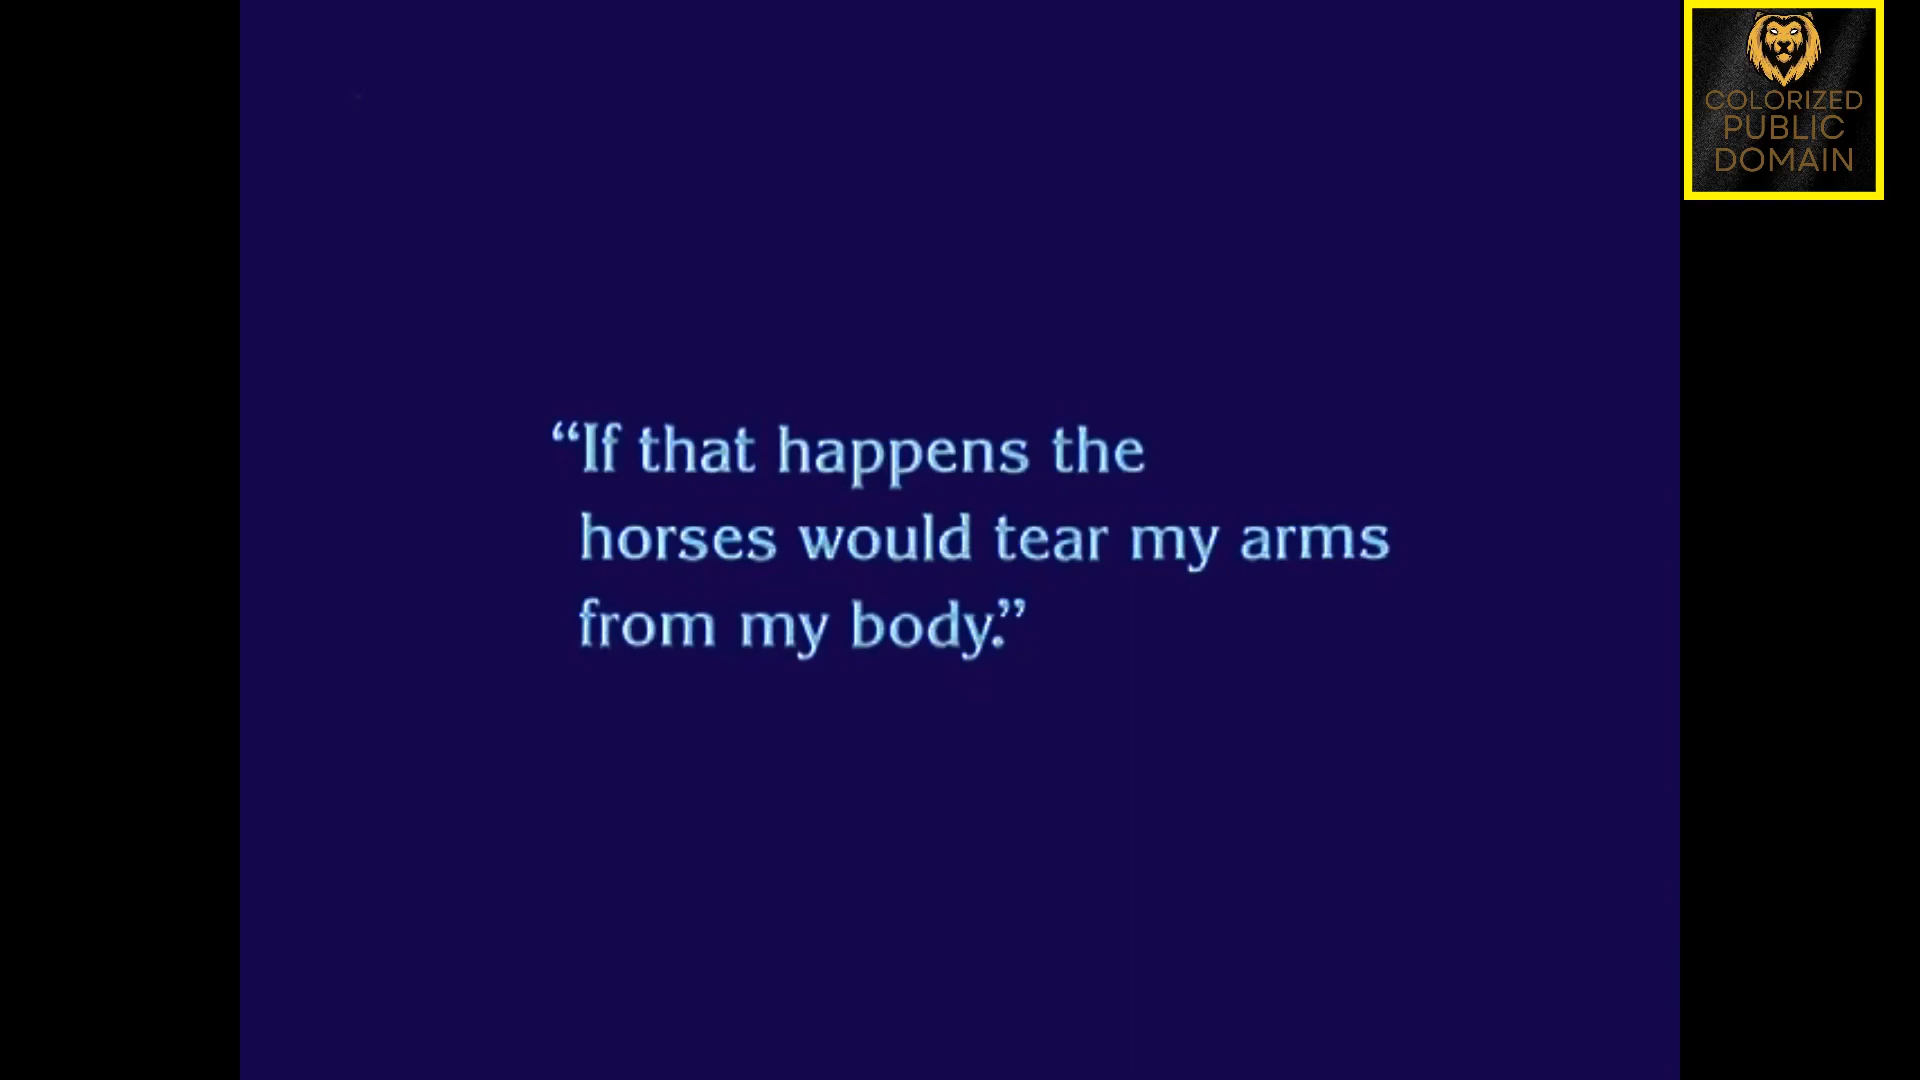 “If that happens the
horses would tear my arms
from my body.”
COLORIZED
PUBLIC
DOMAIN